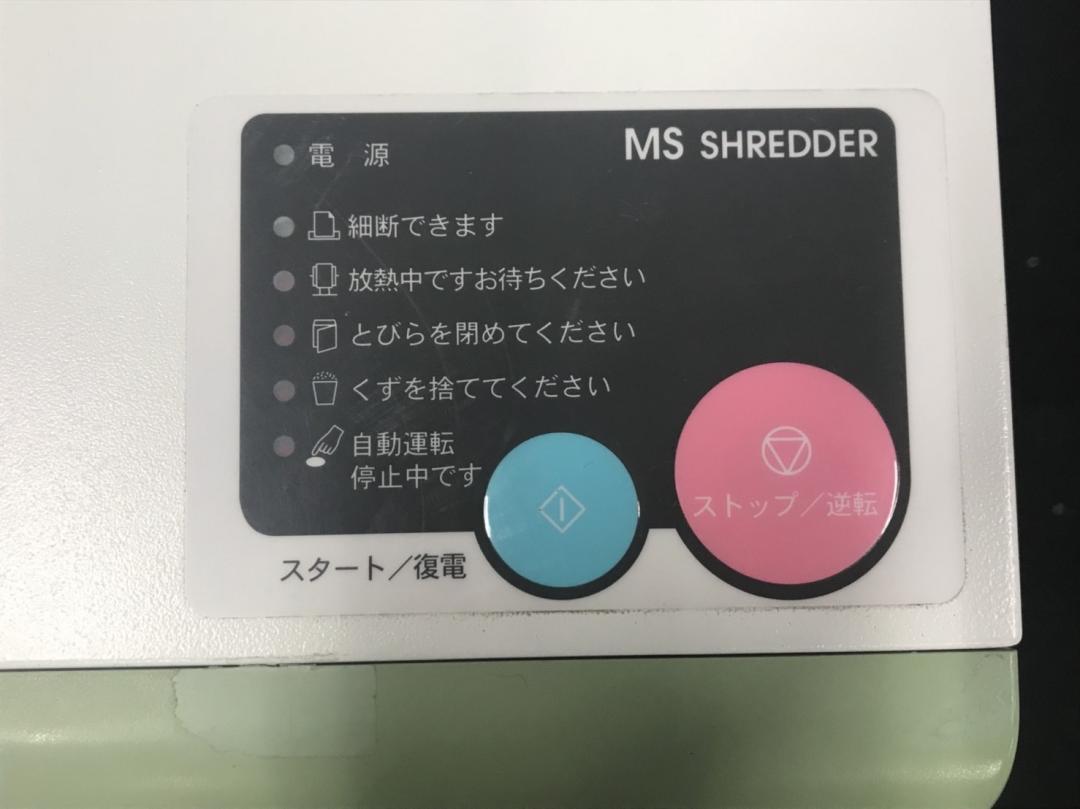 MS SHREDDER
電 源
細断できます
放熱中ですお待ちください
とびらを閉めてください
くずを捨ててください
自動運転
停止中です
ストップ／逆転
スタート／復電